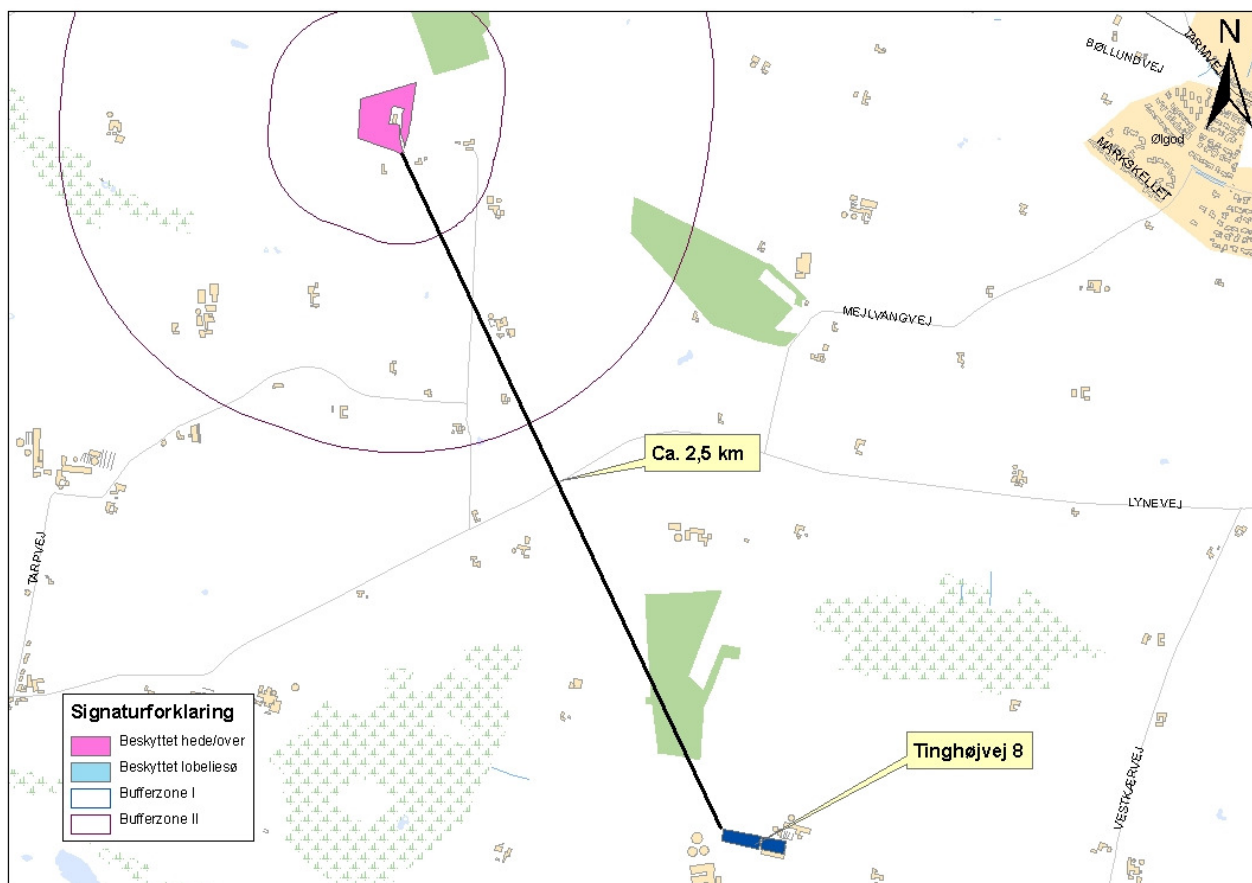 N
BØLLUNDVEJ
TARMVEJ
Ølgod
MARKSKELLET
MEJLVANGVEJ
Ca. 2,5 km
LYNEVEJ
TARPVEJ
Signaturforklaring
Beskyttet hede/over
Beskyttet lobeliesø
Bufferzone I
Bufferzone II
Tinghøjvej 8
VESTKÆRVEJ